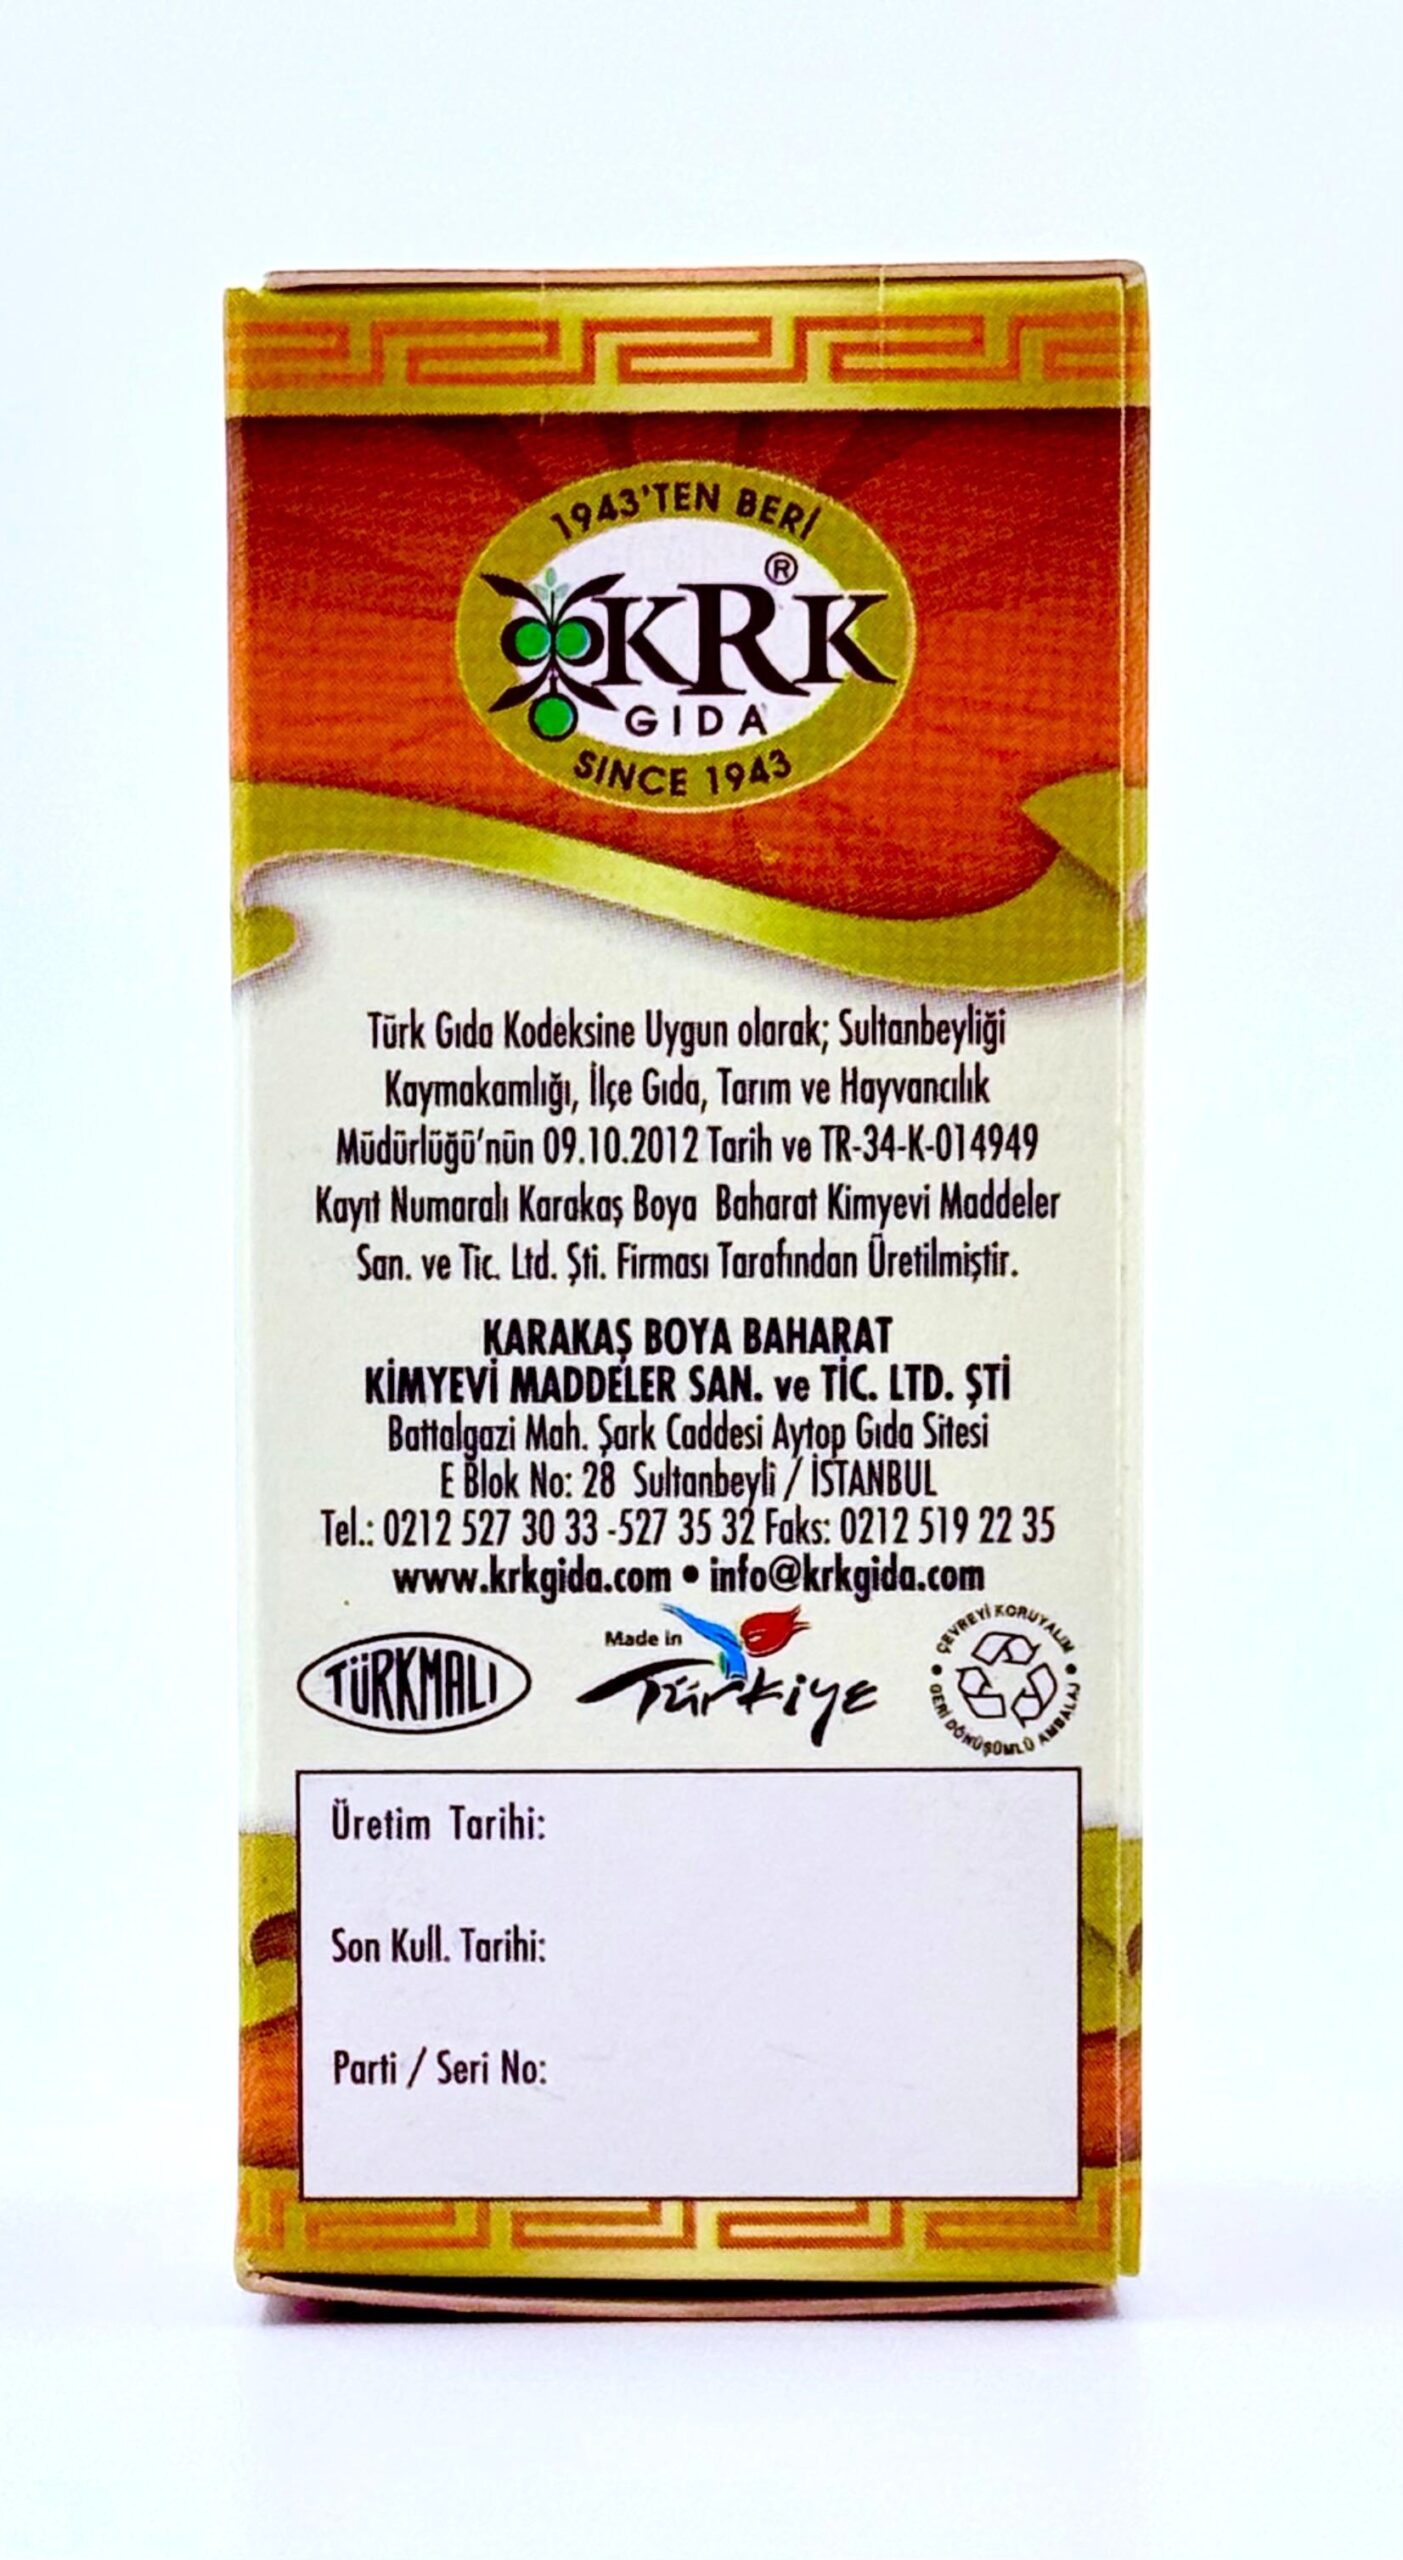 1943'TEN BERİ
KRK®
GIDA
SINCE 1943
Türk Gıda Kodeksine Uygun olarak; Sultanbeyliği
Kaymakamlığı, İlçe Gıda, Tarım ve Hayvancılık
Müdürlüğü'nün 09.10.2012 Tarih ve TR-34-K-014949
Kayıt Numaralı Karakaş Boya Baharat Kimyevi Maddeler
San. ve Tic. Ltd. Şti. Firması Tarafından Üretilmiştir.
KARAKAŞ BOYA BAHARAT
KİMYEVİ MADDELER SAN. ve TİC. LTD. ŞTİ
Battalgazi Mah. Şark Caddesi Aytop Gıda Sitesi
E Blok No: 28 Sultanbeyli / İSTANBUL
Tel.: 0212 527 30 33 -527 35 32 Faks: 0212 519 22 35
www.krkgida.com • info@krkgida.com
TÜRKMALI
Made in
Türkiye
ÇEVREYİ KORUYALIM
• GERİ DÖNÜŞÜMLÜ AMBALAJ •
Üretim Tarihi:
Son Kull. Tarihi:
Parti / Seri No: